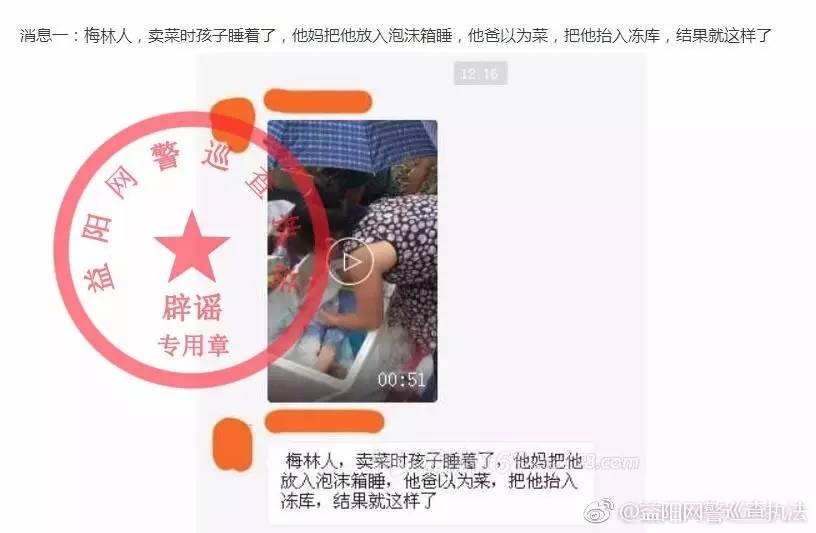 消息一：梅林人，卖菜时孩子睡着了，他妈把他放入泡沫箱睡，他爸以为菜，把他抬入冻库，结果就这样了
12:16
益阳网警巡查执法
辟谣
专用章
00:51
梅林人，卖菜时孩子睡着了，他妈把他
放入泡沫箱睡，他爸以为菜，把他抬入
冻库，结果就这样了
@益阳网警巡查执法